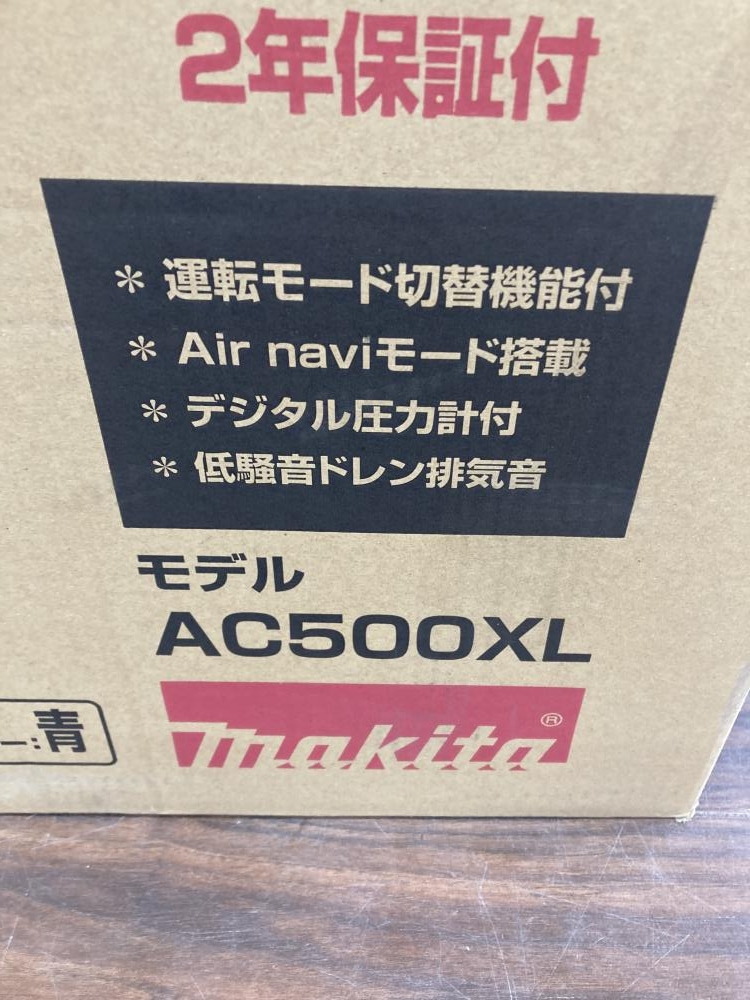 2年保証付
* 運転モード切替機能付
* Air naviモード搭載
* デジタル圧力計付
* 低騒音ドレン排気音
モデル
AC500XL
ー:青
makita®